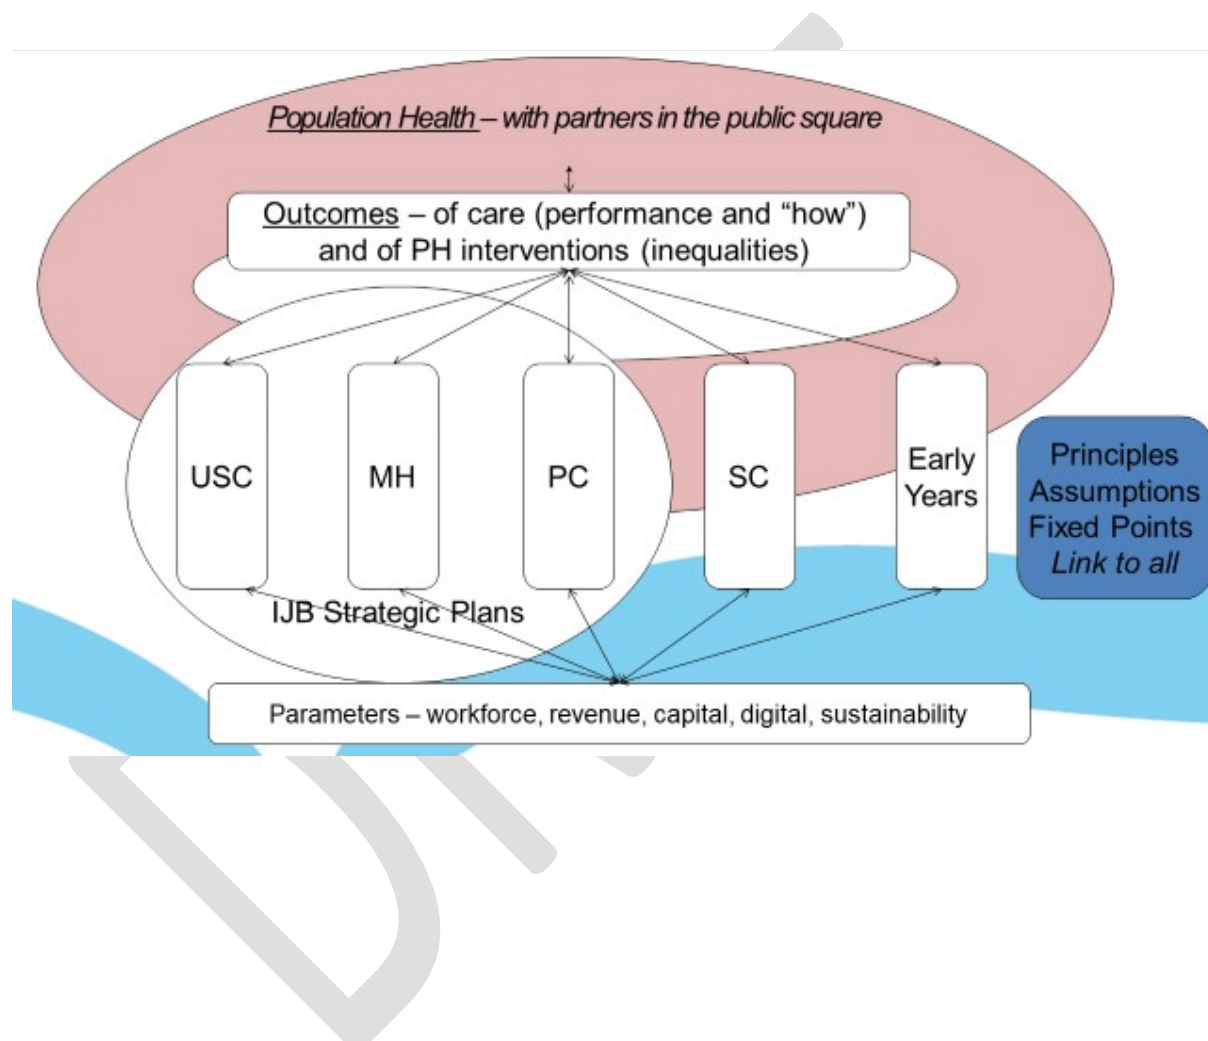 Population Health – with partners in the public square
Outcomes – of care (performance and “how”)
and of PH interventions (inequalities)
USC
MH
PC
SC
Early
Years
Principles
Assumptions
Fixed Points
Link to all
IJB Strategic Plans
Parameters – workforce, revenue, capital, digital, sustainability